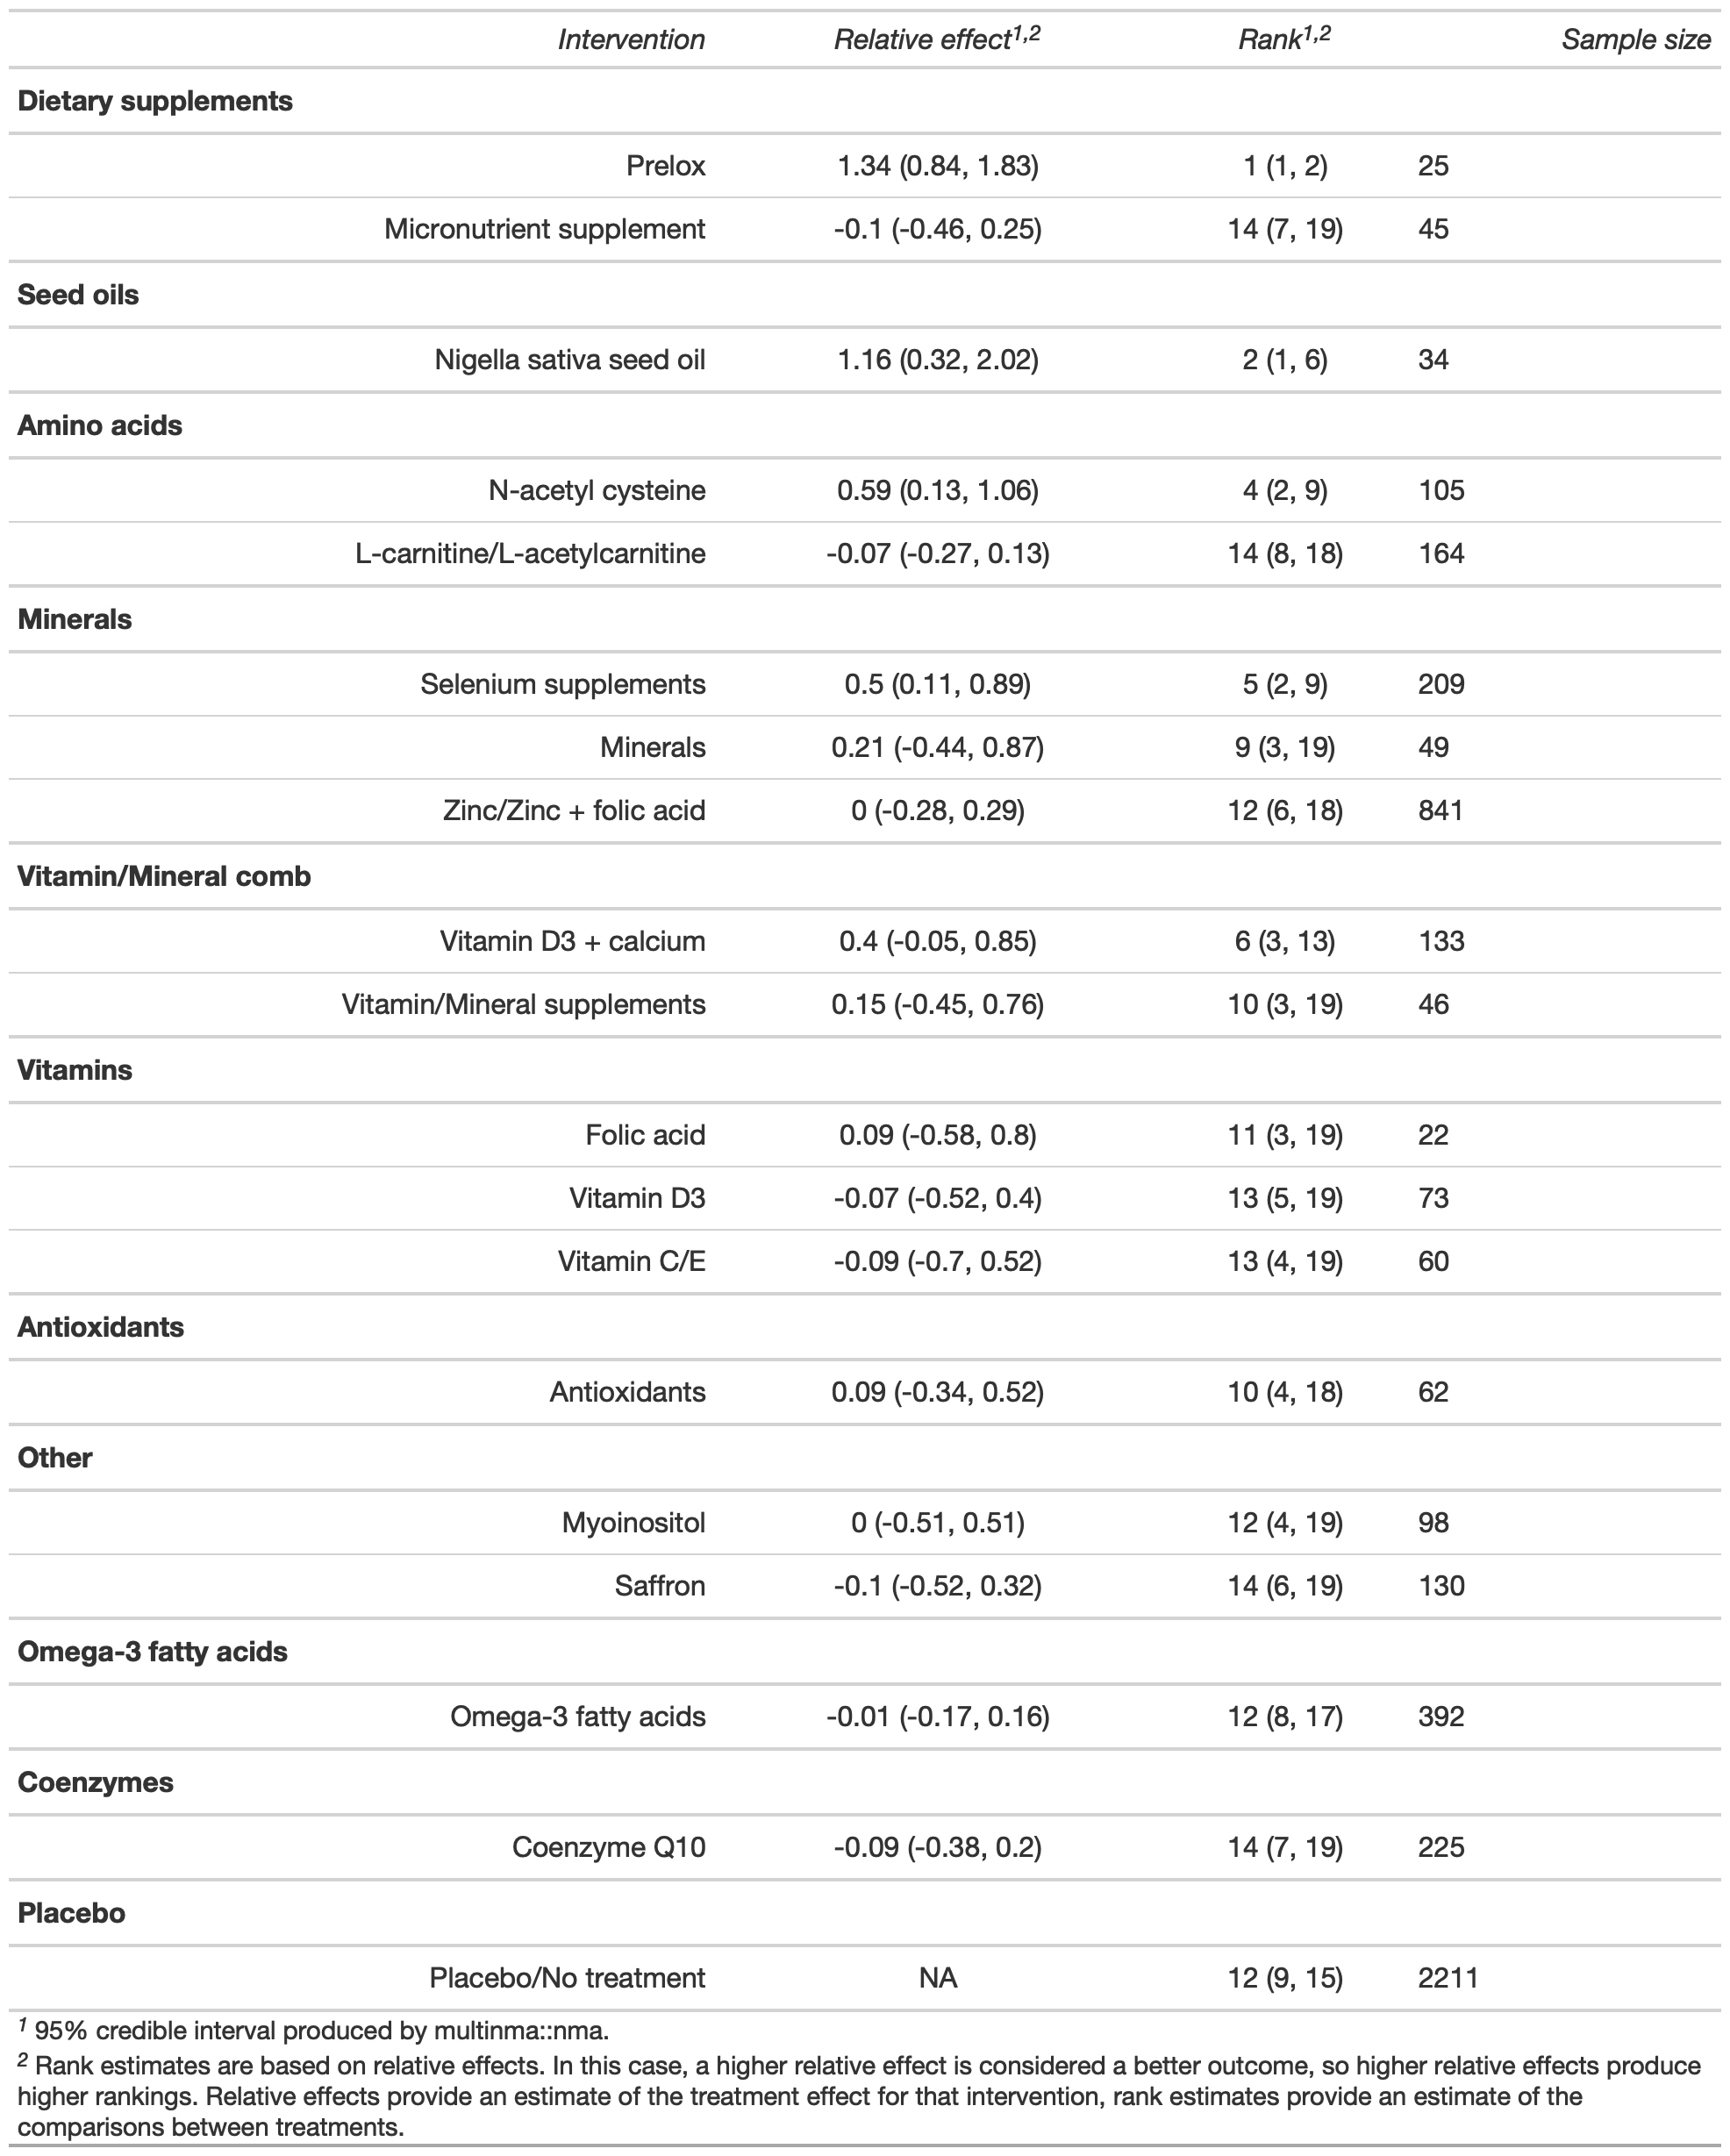 Intervention Relative effect1,2 Rank1,2 Sample size
Dietary supplements
Prelox 1.34 (0.84, 1.83) 1 (1, 2) 25
Micronutrient supplement -0.1 (-0.46, 0.25) 14 (7, 19) 45
Seed oils
Nigella sativa seed oil 1.16 (0.32, 2.02) 2 (1, 6) 34
Amino acids
N-acetyl cysteine 0.59 (0.13, 1.06) 4 (2, 9) 105
L-carnitine/L-acetylcarnitine -0.07 (-0.27, 0.13) 14 (8, 18) 164
Minerals
Selenium supplements 0.5 (0.11, 0.89) 5 (2, 9) 209
Minerals 0.21 (-0.44, 0.87) 9 (3, 19) 49
Zinc/Zinc + folic acid 0 (-0.28, 0.29) 12 (6, 18) 841
Vitamin/Mineral comb
Vitamin D3 + calcium 0.4 (-0.05, 0.85) 6 (3, 13) 133
Vitamin/Mineral supplements 0.15 (-0.45, 0.76) 10 (3, 19) 46
Vitamins
Folic acid 0.09 (-0.58, 0.8) 11 (3, 19) 22
Vitamin D3 -0.07 (-0.52, 0.4) 13 (5, 19) 73
Vitamin C/E -0.09 (-0.7, 0.52) 13 (4, 19) 60
Antioxidants
Antioxidants 0.09 (-0.34, 0.52) 10 (4, 18) 62
Other
Myoinositol 0 (-0.51, 0.51) 12 (4, 19) 98
Saffron -0.1 (-0.52, 0.32) 14 (6, 19) 130
Omega-3 fatty acids
Omega-3 fatty acids -0.01 (-0.17, 0.16) 12 (8, 17) 392
Coenzymes
Coenzyme Q10 -0.09 (-0.38, 0.2) 14 (7, 19) 225
Placebo
Placebo/No treatment NA 12 (9, 15) 2211
1 95% credible interval produced by multinma::nma.
2 Rank estimates are based on relative effects. In this case, a higher relative effect is considered a better outcome, so higher relative effects produce
higher rankings. Relative effects provide an estimate of the treatment effect for that intervention, rank estimates provide an estimate of the
comparisons between treatments.